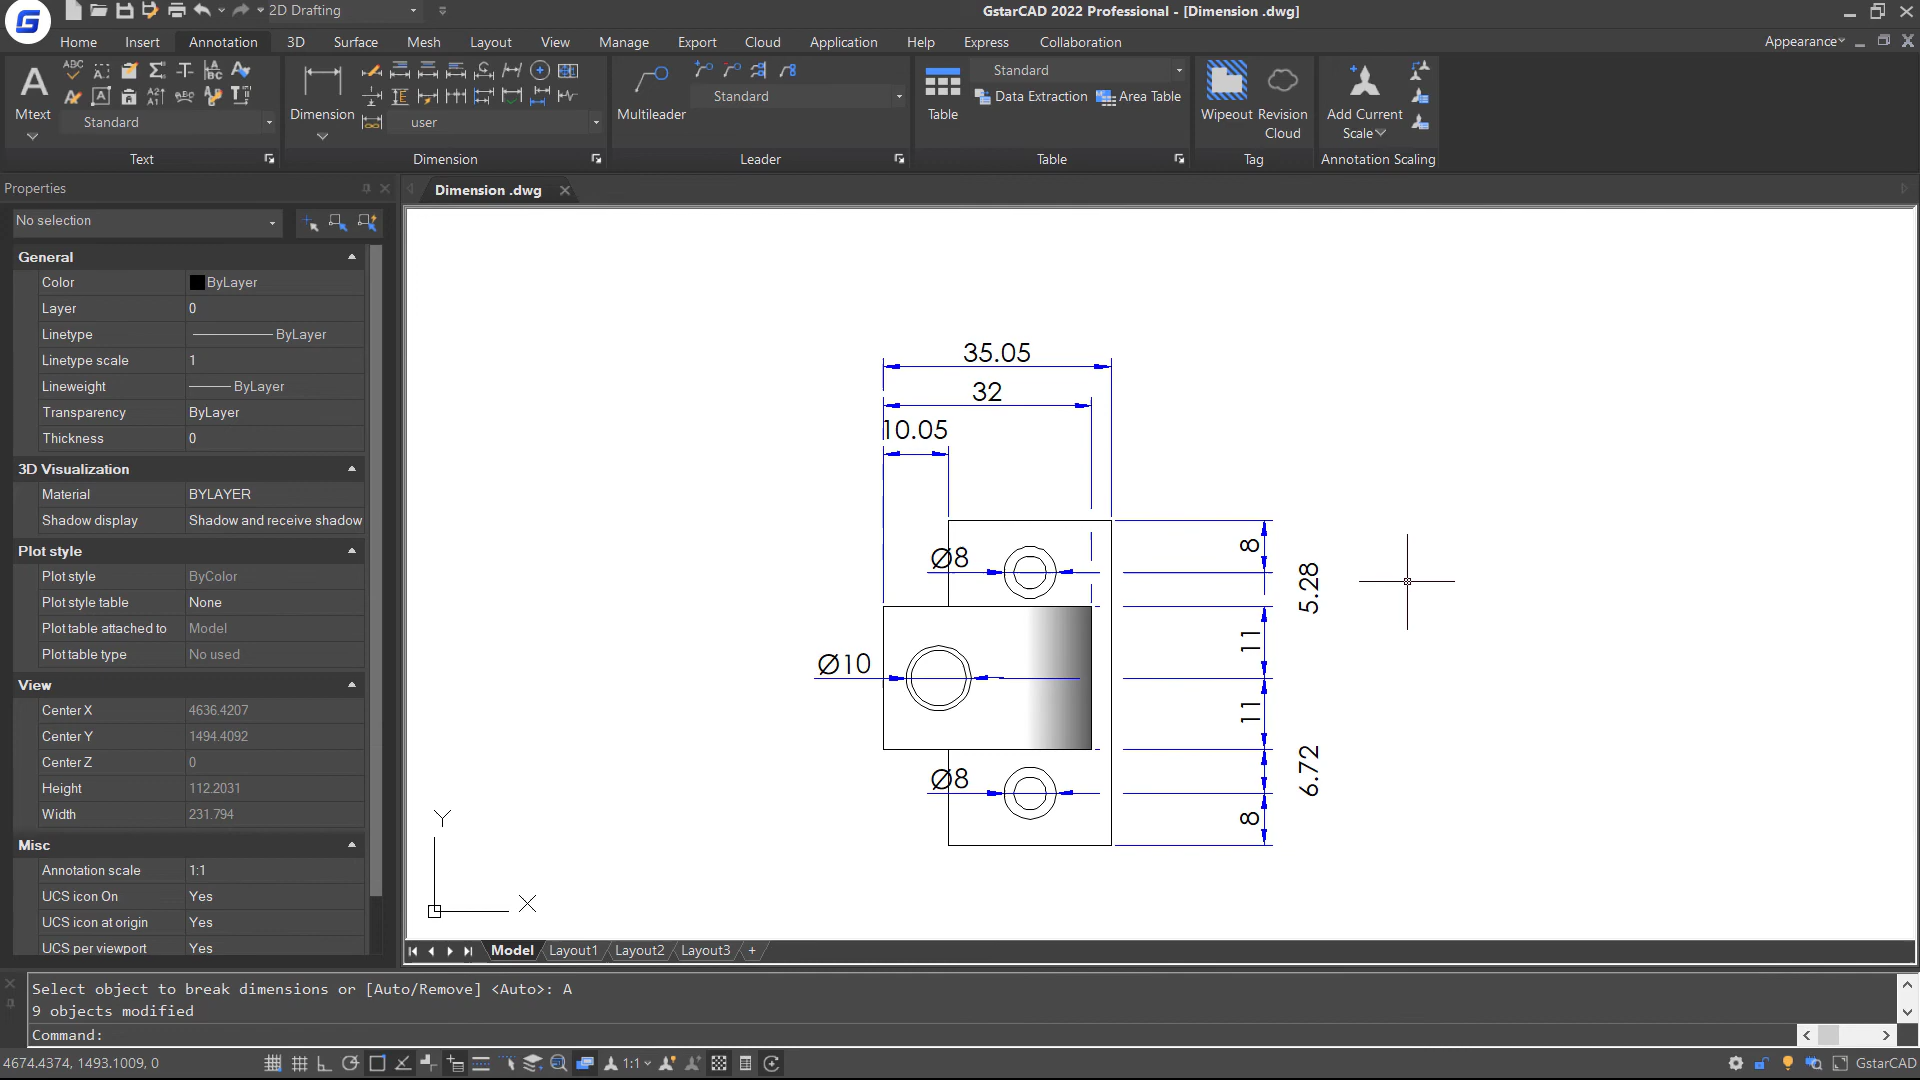 2D Drafting
GstarCAD 2022 Professional - [Dimension .dwg]
Home Insert Annotation 3D Surface Mesh Layout View Manage Export Cloud Application Help Express Collaboration
Appearance
Mtext
Standard
Text
Dimension
user
Dimension
Multileader
Standard
Leader
Table
Standard
Data Extraction
Area Table
Table
Wipeout
Revision
Cloud
Tag
Add Current
Scale
Annotation Scaling
Properties
No selection
General
Color ByLayer
Layer 0
Linetype ByLayer
Linetype scale 1
Lineweight ByLayer
Transparency ByLayer
Thickness 0
3D Visualization
Material BYLAYER
Shadow display Shadow and receive shadow
Plot style
Plot style ByColor
Plot style table None
Plot table attached to Model
Plot table type No used
View
Center X 4636.4207
Center Y 1494.4092
Center Z 0
Height 112.2031
Width 231.794
Misc
Annotation scale 1:1
UCS icon On Yes
UCS icon at origin Yes
UCS per viewport Yes
Dimension .dwg
35.05
32
10.05
Ø8
8
5.28
11
Ø10
11
6.72
Ø8
8
Y
X
Model Layout1 Layout2 Layout3 +
Select object to break dimensions or [Auto/Remove] <Auto>: A
9 objects modified
Command:
4674.4374, 1493.1009, 0
1:1
GstarCAD